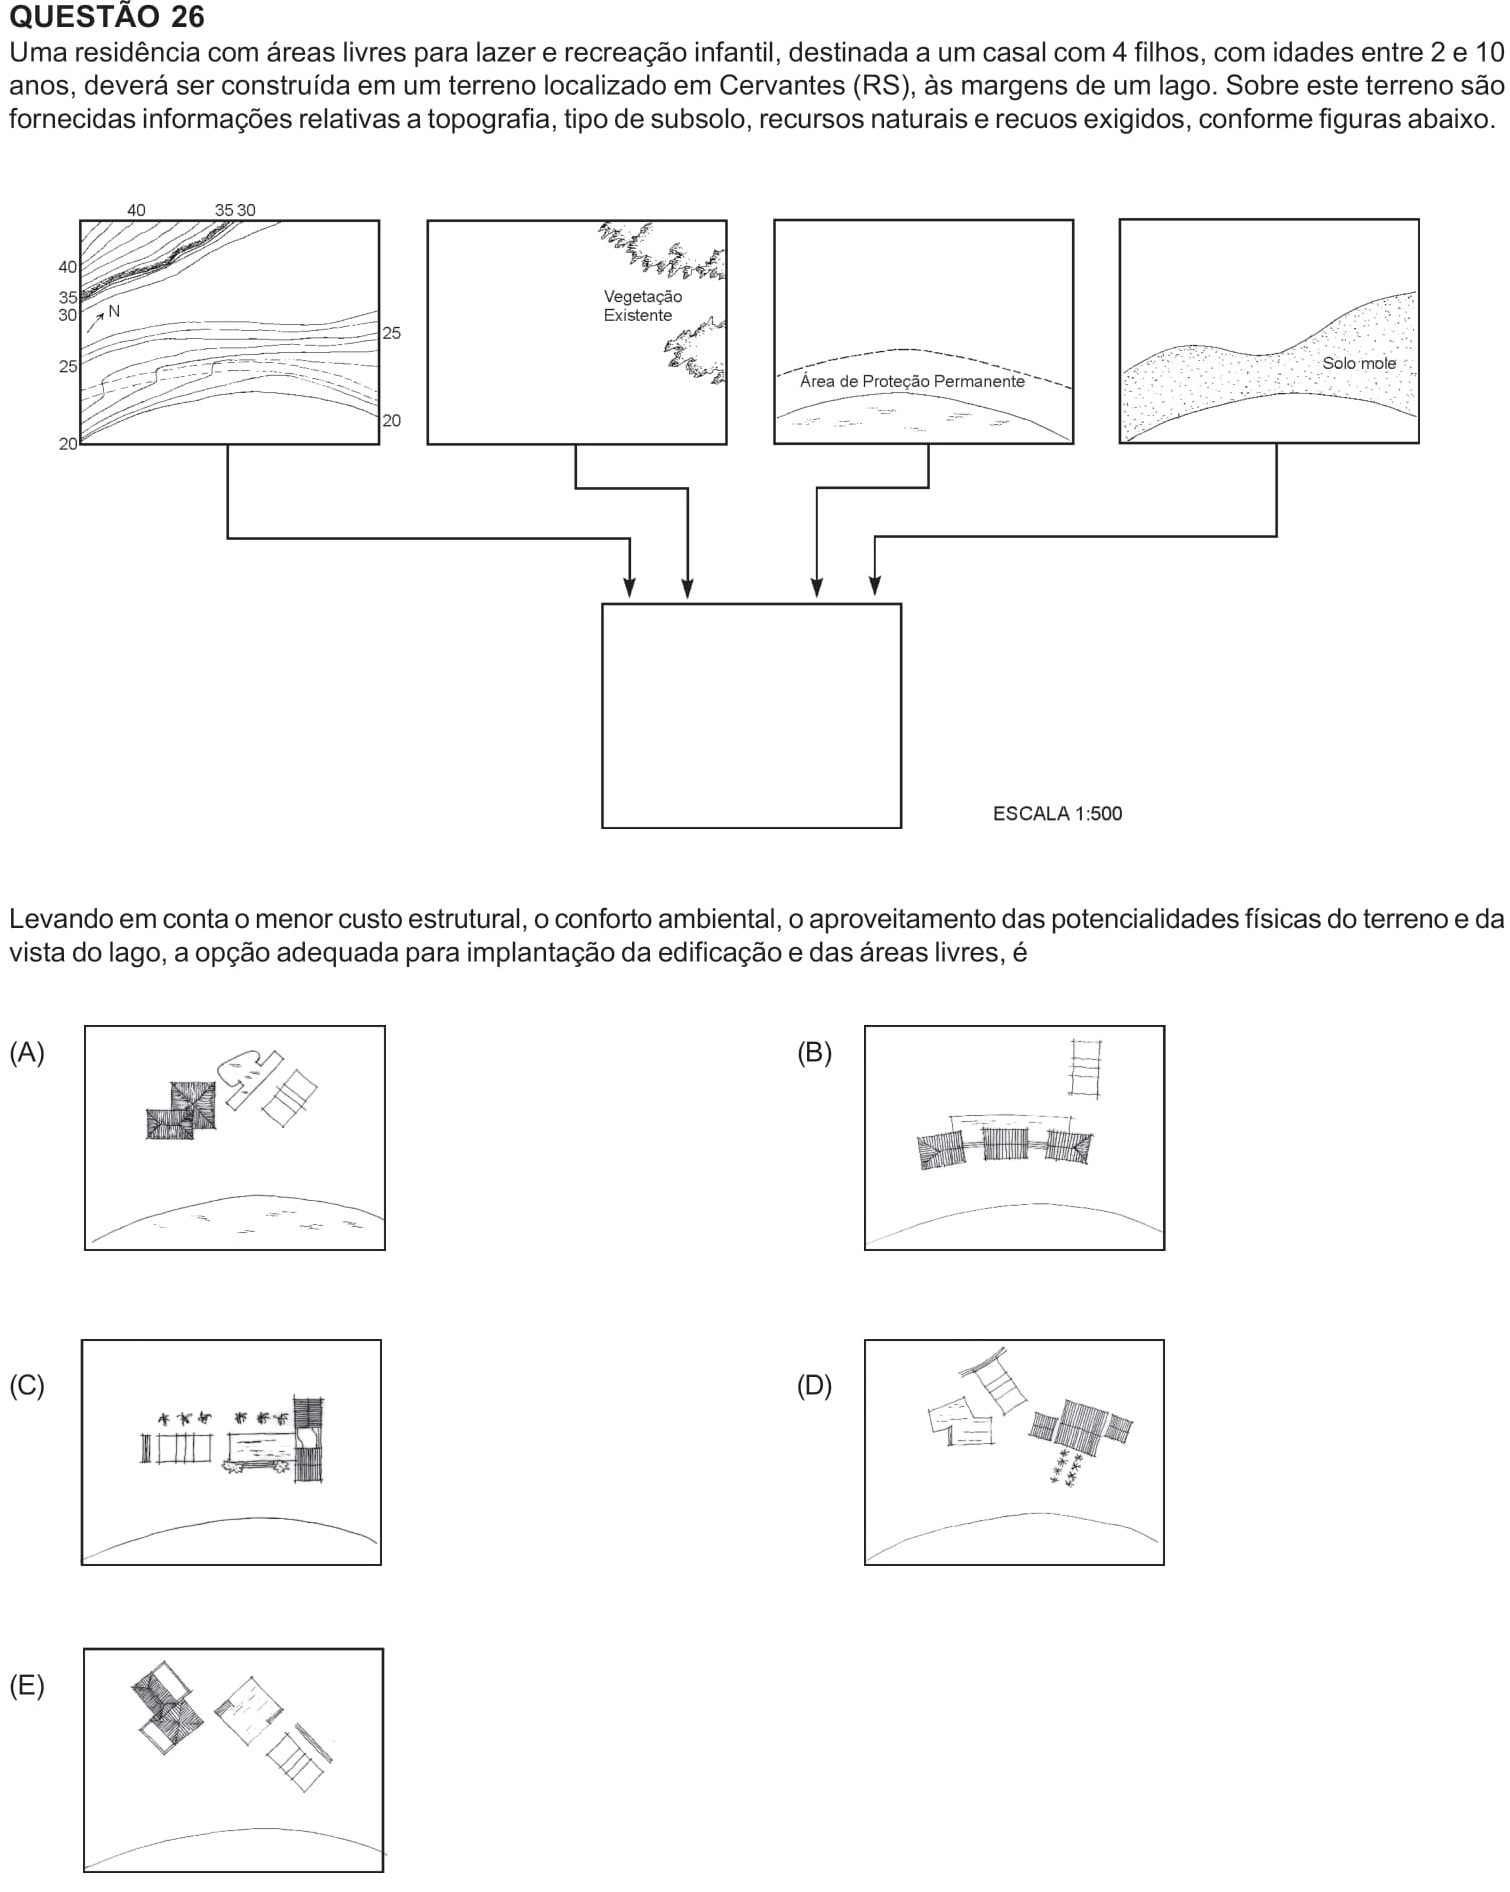 QUESTÃO 26
Uma residência com áreas livres para lazer e recreação infantil, destinada a um casal com 4 filhos, com idades entre 2 e 10
anos, deverá ser construída em um terreno localizado em Cervantes (RS), às margens de um lago. Sobre este terreno são
fornecidas informações relativas a topografia, tipo de subsolo, recursos naturais e recuos exigidos, conforme figuras abaixo.
40 35 30
40
35
30
N
25
25
20
20
Vegetação
Existente
Área de Proteção Permanente
Solo mole
ESCALA 1:500
Levando em conta o menor custo estrutural, o conforto ambiental, o aproveitamento das potencialidades físicas do terreno e da
vista do lago, a opção adequada para implantação da edificação e das áreas livres, é
(A)
(B)
(C)
(D)
(E)